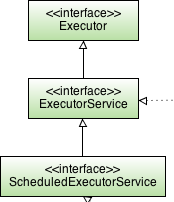 <<interface>>
Executor
<<interface>>
ExecutorService
<<interface>>
ScheduledExecutorService